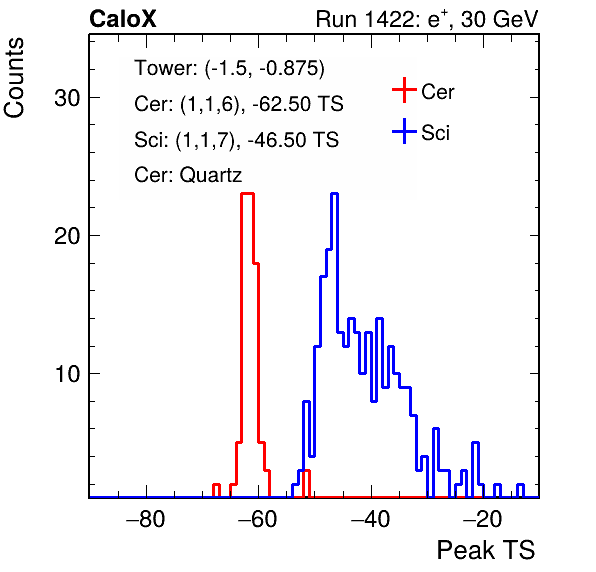 CaloX Run 1422: e⁺, 30 GeV
Counts
Tower: (-1.5, -0.875)
Cer: (1,1,6), -62.50 TS
Sci: (1,1,7), -46.50 TS
Cer: Quartz
Cer
Sci
30
20
10
−80 −60 −40 −20
Peak TS